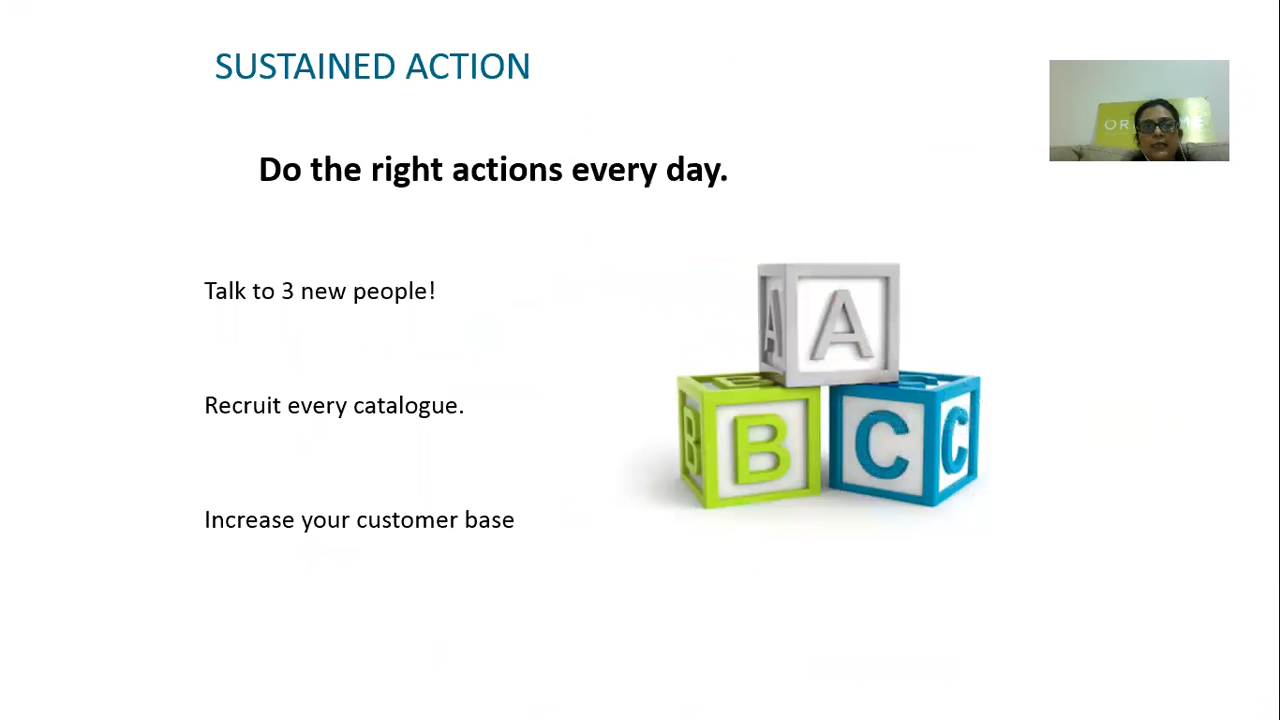 SUSTAINED ACTION
Do the right actions every day.
Talk to 3 new people!
Recruit every catalogue.
Increase your customer base
A A
B B B
C C